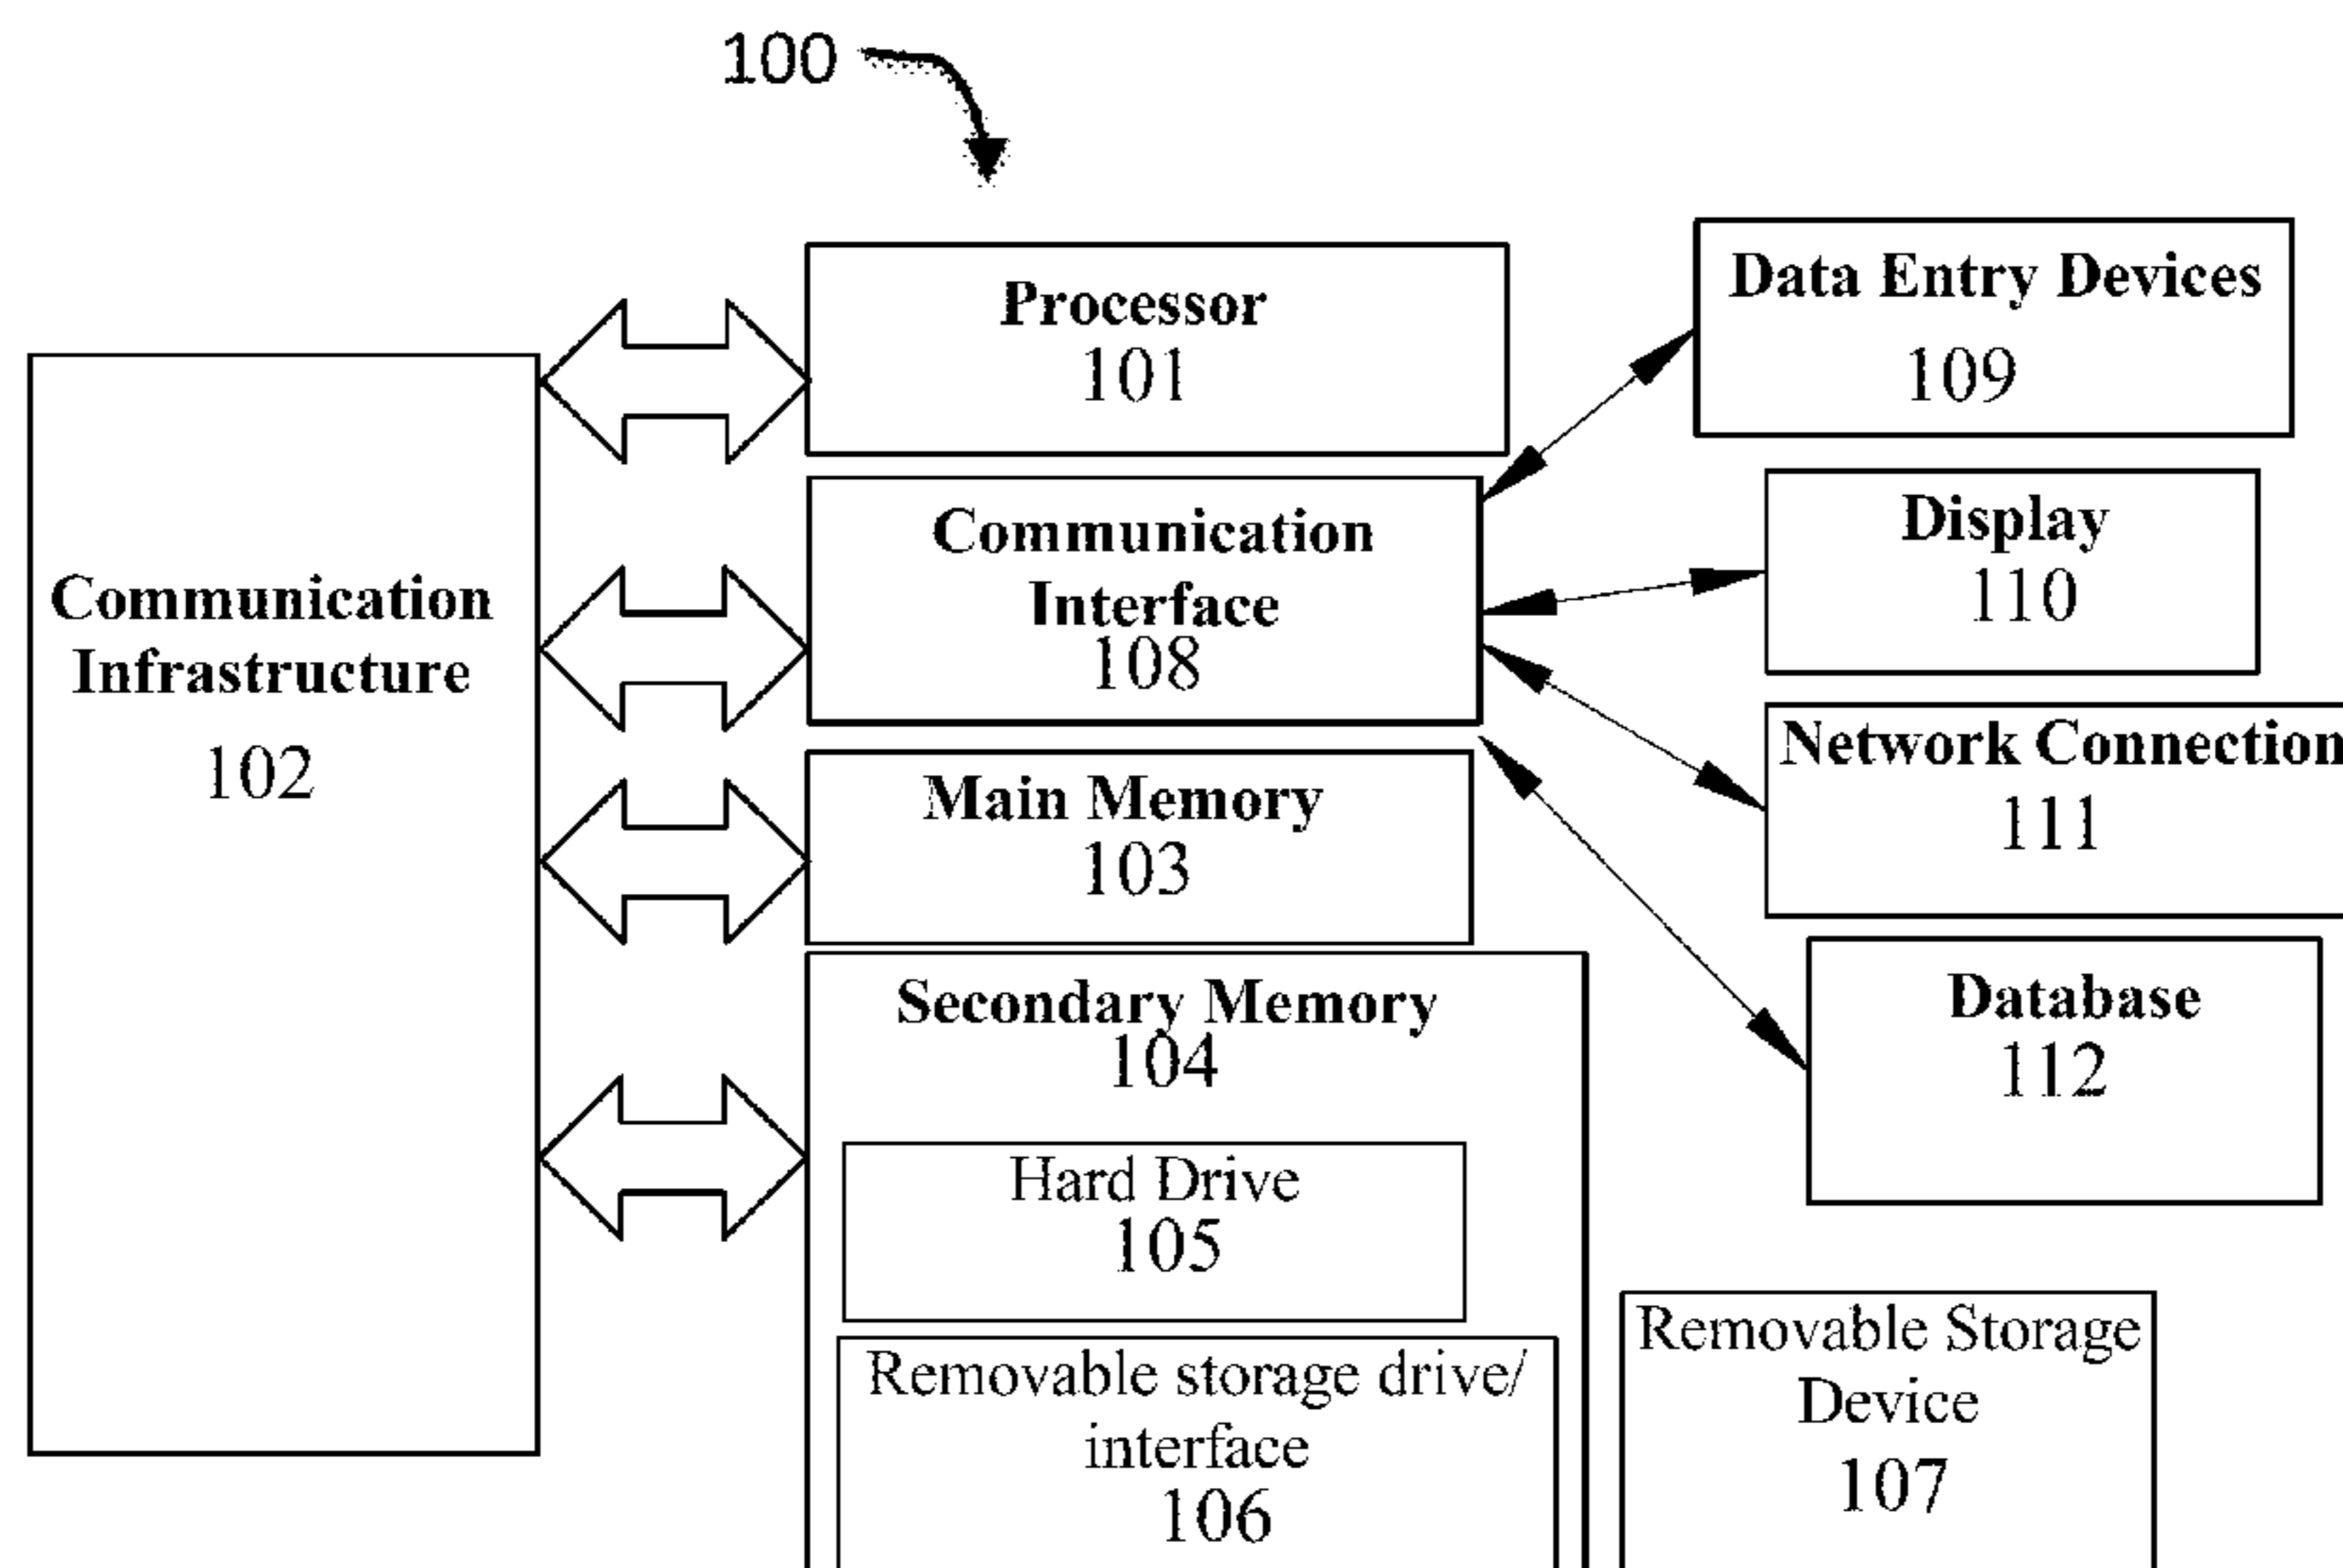 100
Processor
101
Data Entry Devices
109
Communication
Infrastructure
102
Communication
Interface
108
Display
110
Network Connection
111
Main Memory
103
Database
112
Secondary Memory
104
Hard Drive
105
Removable storage drive/
interface
106
Removable Storage
Device
107